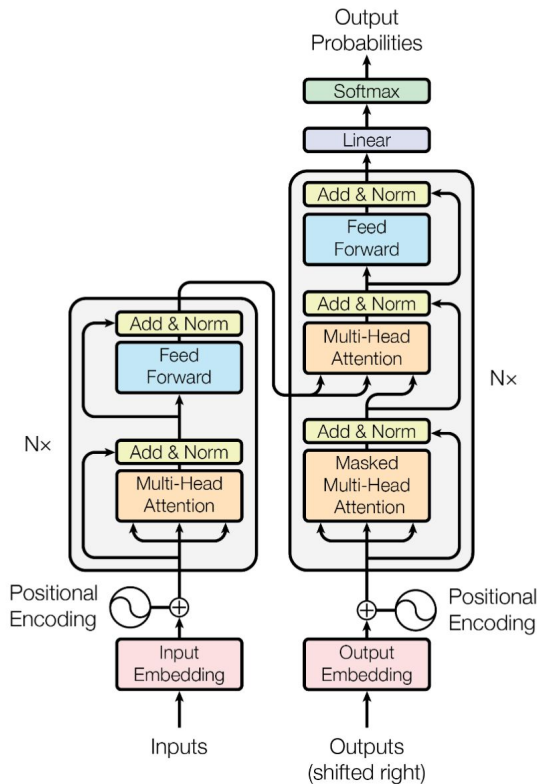 Output
Probabilities
Softmax
Linear
Add & Norm
Feed
Forward
Add & Norm
Multi-Head
Attention
Nx
Add & Norm
Masked
Multi-Head
Attention
Positional
Encoding
Output
Embedding
Outputs
(shifted right)
Add & Norm
Feed
Forward
Nx
Add & Norm
Multi-Head
Attention
Positional
Encoding
Input
Embedding
Inputs